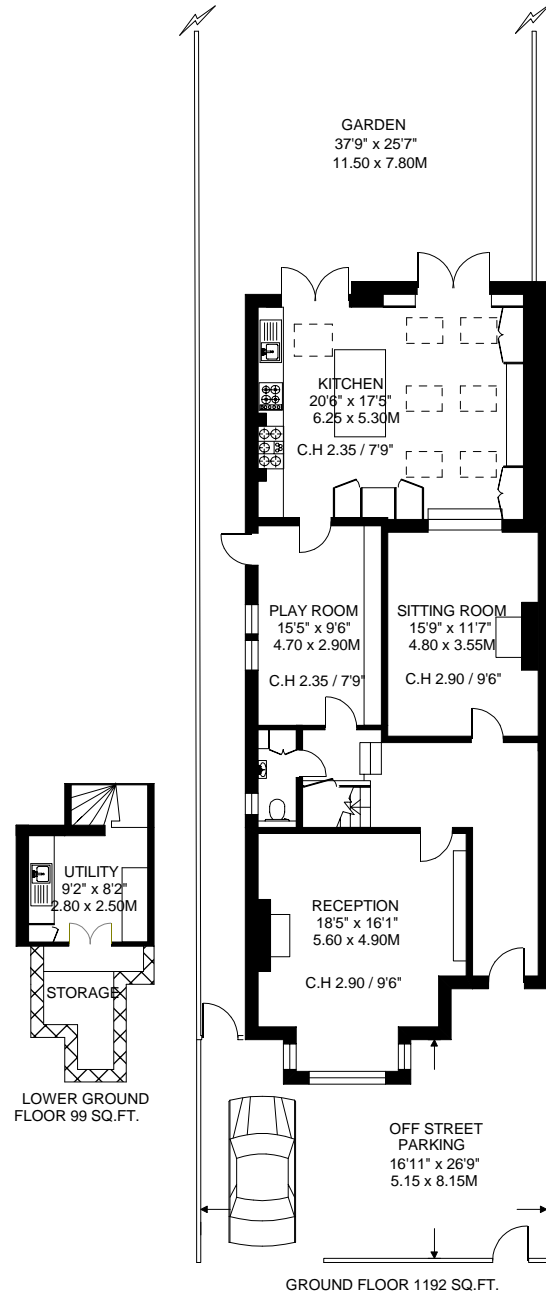 GARDEN
37'9" x 25'7"
11.50 x 7.80M
KITCHEN
20'6" x 17'5"
6.25 x 5.30M
C.H 2.35 / 7'9"
PLAY ROOM
15'5" x 9'6"
4.70 x 2.90M
C.H 2.35 / 7'9"
SITTING ROOM
15'9" x 11'7"
4.80 x 3.55M
C.H 2.90 / 9'6"
UTILITY
9'2" x 8'2"
2.80 x 2.50M
STORAGE
LOWER GROUND
FLOOR 99 SQ.FT.
RECEPTION
18'5" x 16'1"
5.60 x 4.90M
C.H 2.90 / 9'6"
OFF STREET
PARKING
16'11" x 26'9"
5.15 x 8.15M
GROUND FLOOR 1192 SQ.FT.